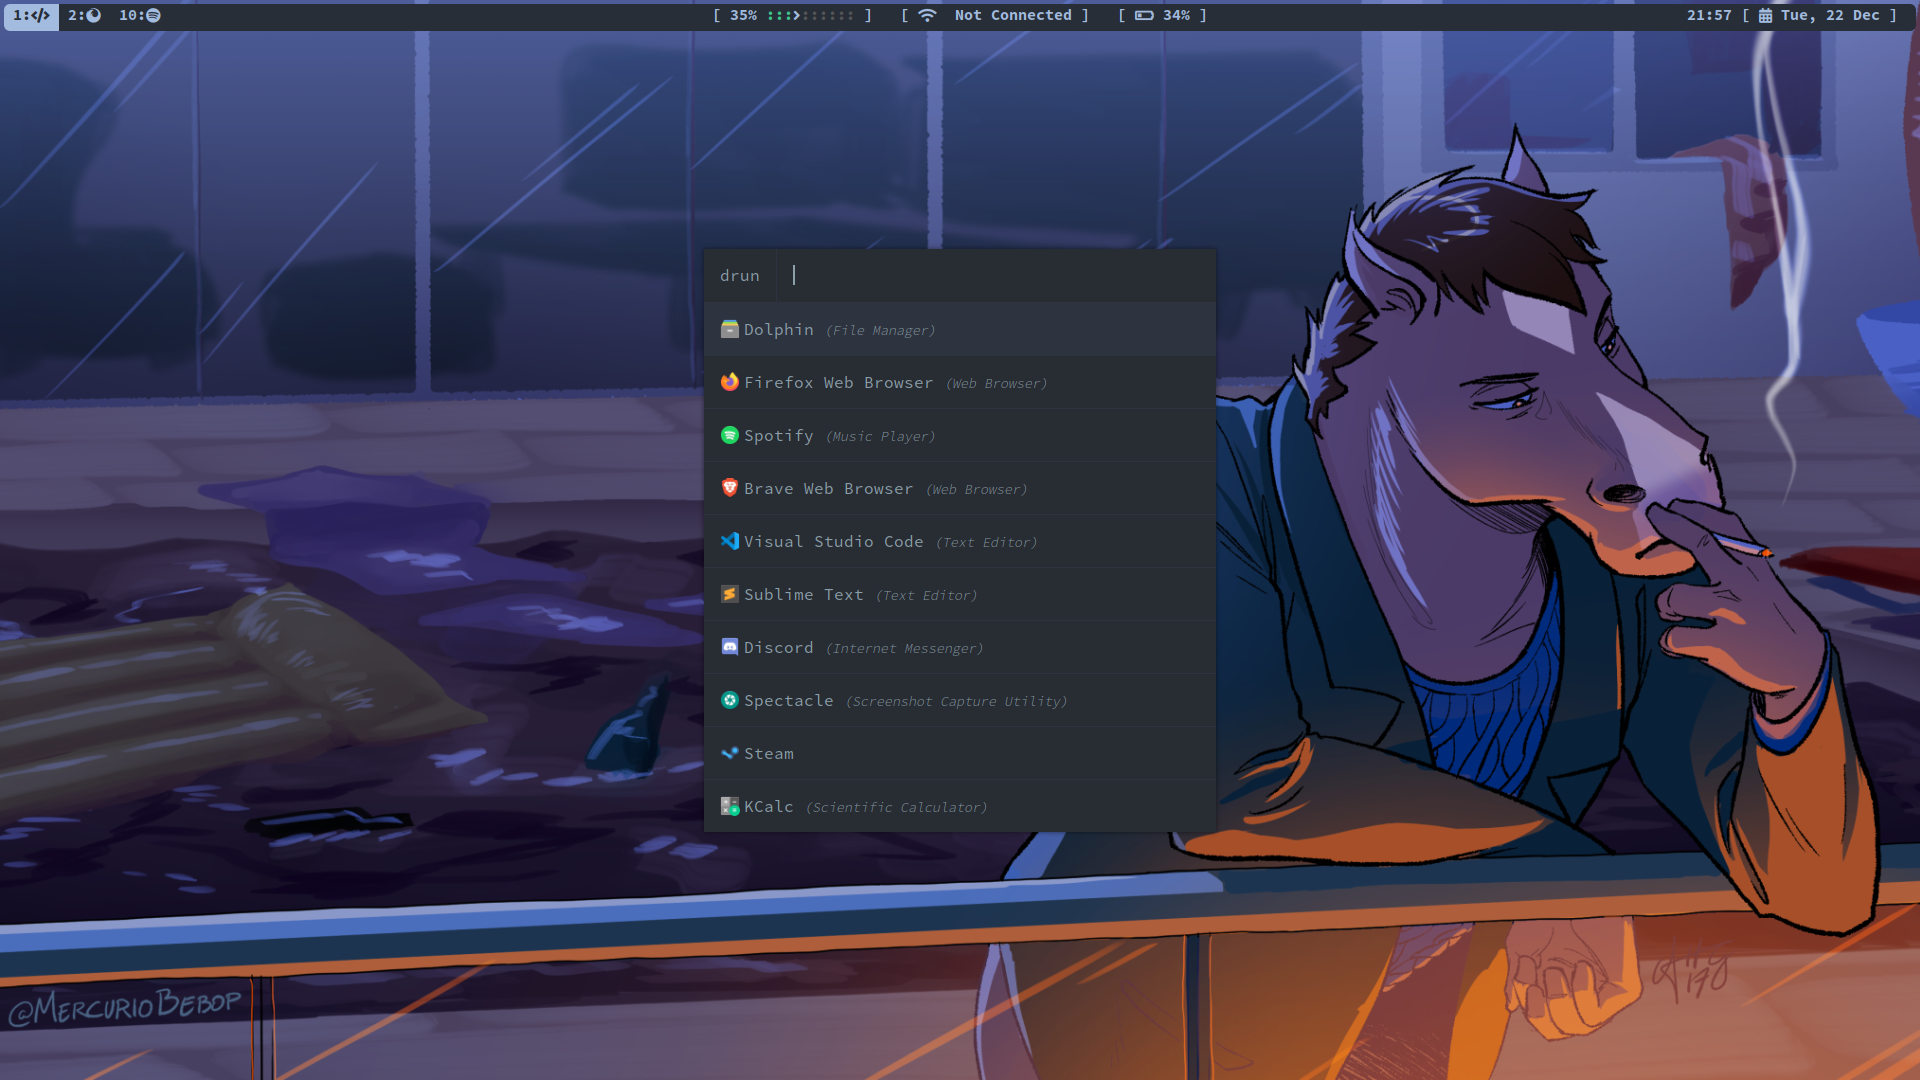 1:</> 2: 10:
[ 35% ] [ Not Connected ] [ 34% ]
21:57 [ Tue, 22 Dec ]
drun
Dolphin (File Manager)
Firefox Web Browser (Web Browser)
Spotify (Music Player)
Brave Web Browser (Web Browser)
Visual Studio Code (Text Editor)
Sublime Text (Text Editor)
Discord (Internet Messenger)
Spectacle (Screenshot Capture Utility)
Steam
KCalc (Scientific Calculator)
@MercurioBebop